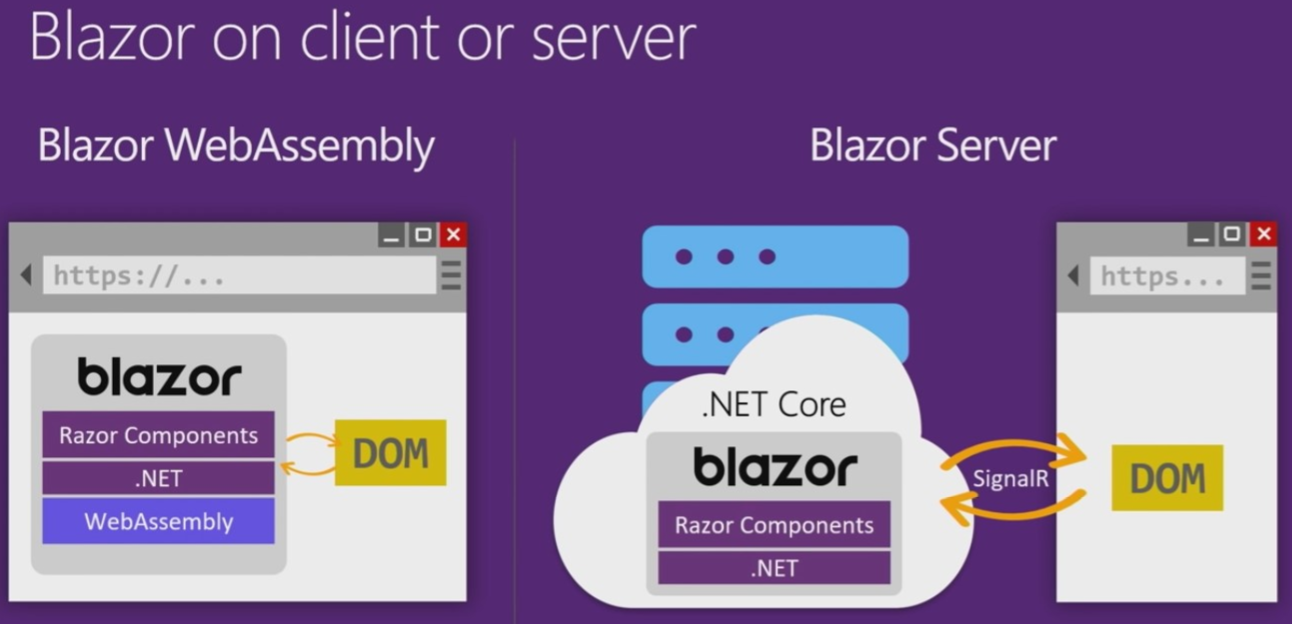 Blazor on client or server
Blazor WebAssembly
https://...
blazor
Razor Components
.NET
WebAssembly
DOM
Blazor Server
.NET Core
blazor
Razor Components
.NET
SignalR
https...
DOM